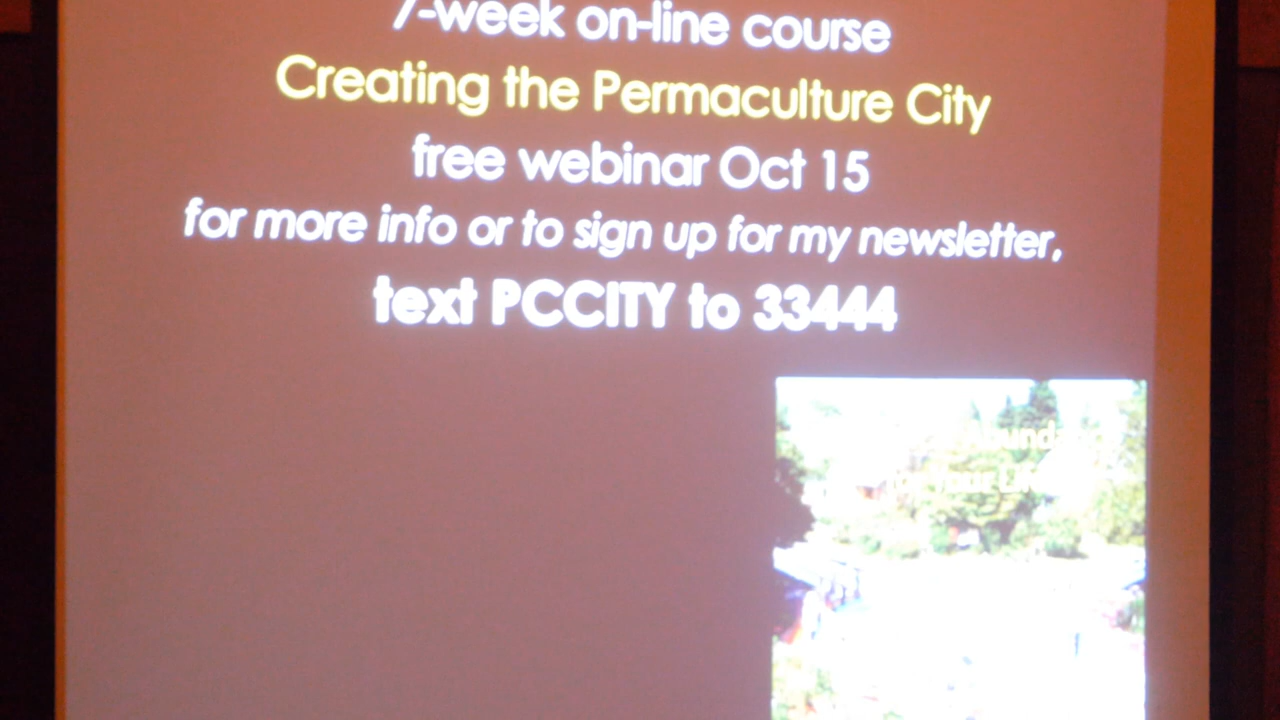 7-week on-line course
Creating the Permaculture City
free webinar Oct 15
for more info or to sign up for my newsletter,
text PCCITY to 33444